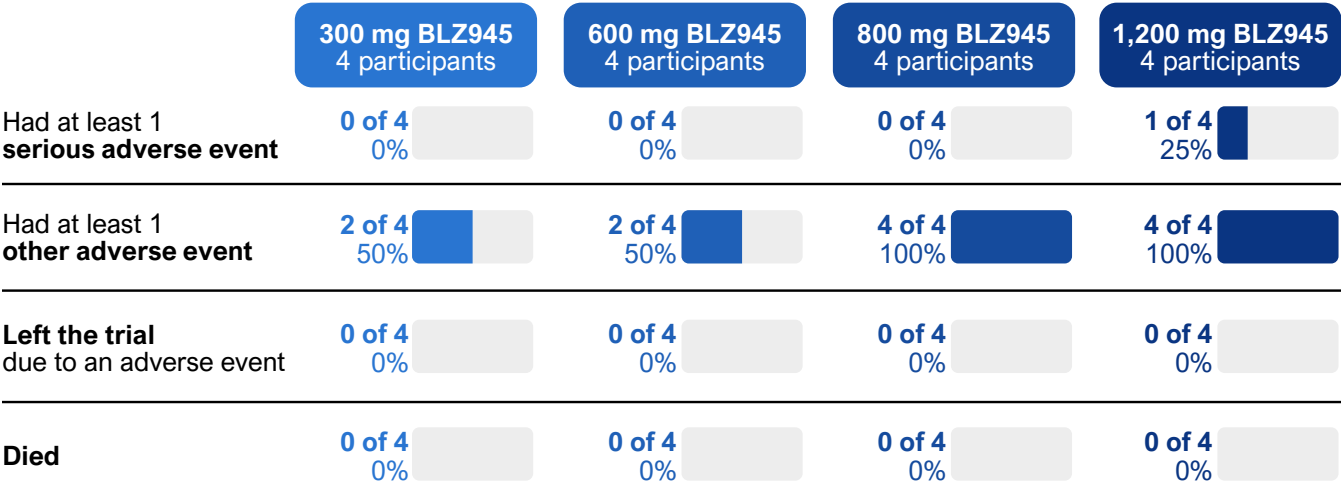 300 mg BLZ945
4 participants
600 mg BLZ945
4 participants
800 mg BLZ945
4 participants
1,200 mg BLZ945
4 participants
Had at least 1
serious adverse event
0 of 4
0%
0 of 4
0%
0 of 4
0%
1 of 4
25%
Had at least 1
other adverse event
2 of 4
50%
2 of 4
50%
4 of 4
100%
4 of 4
100%
Left the trial
due to an adverse event
0 of 4
0%
0 of 4
0%
0 of 4
0%
0 of 4
0%
Died
0 of 4
0%
0 of 4
0%
0 of 4
0%
0 of 4
0%